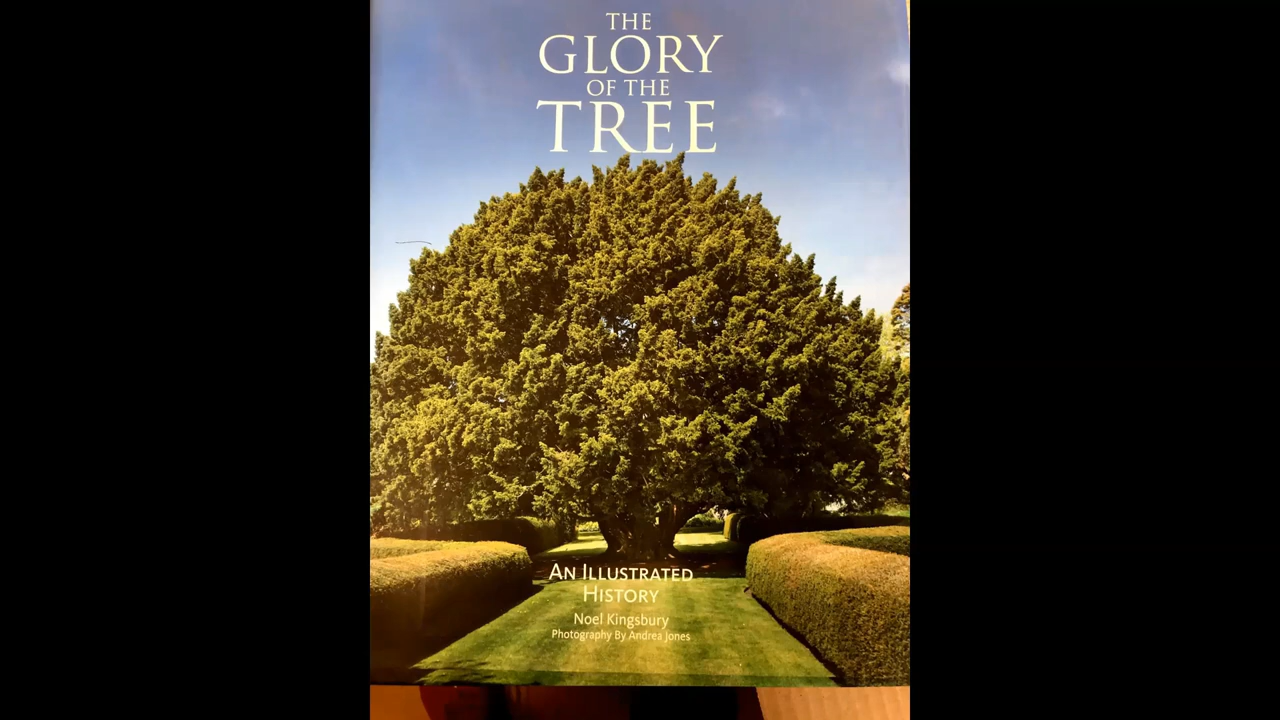 THE
GLORY
OF THE
TREE
AN ILLUSTRATED
HISTORY
Noel Kingsbury
Photography By Andrea Jones